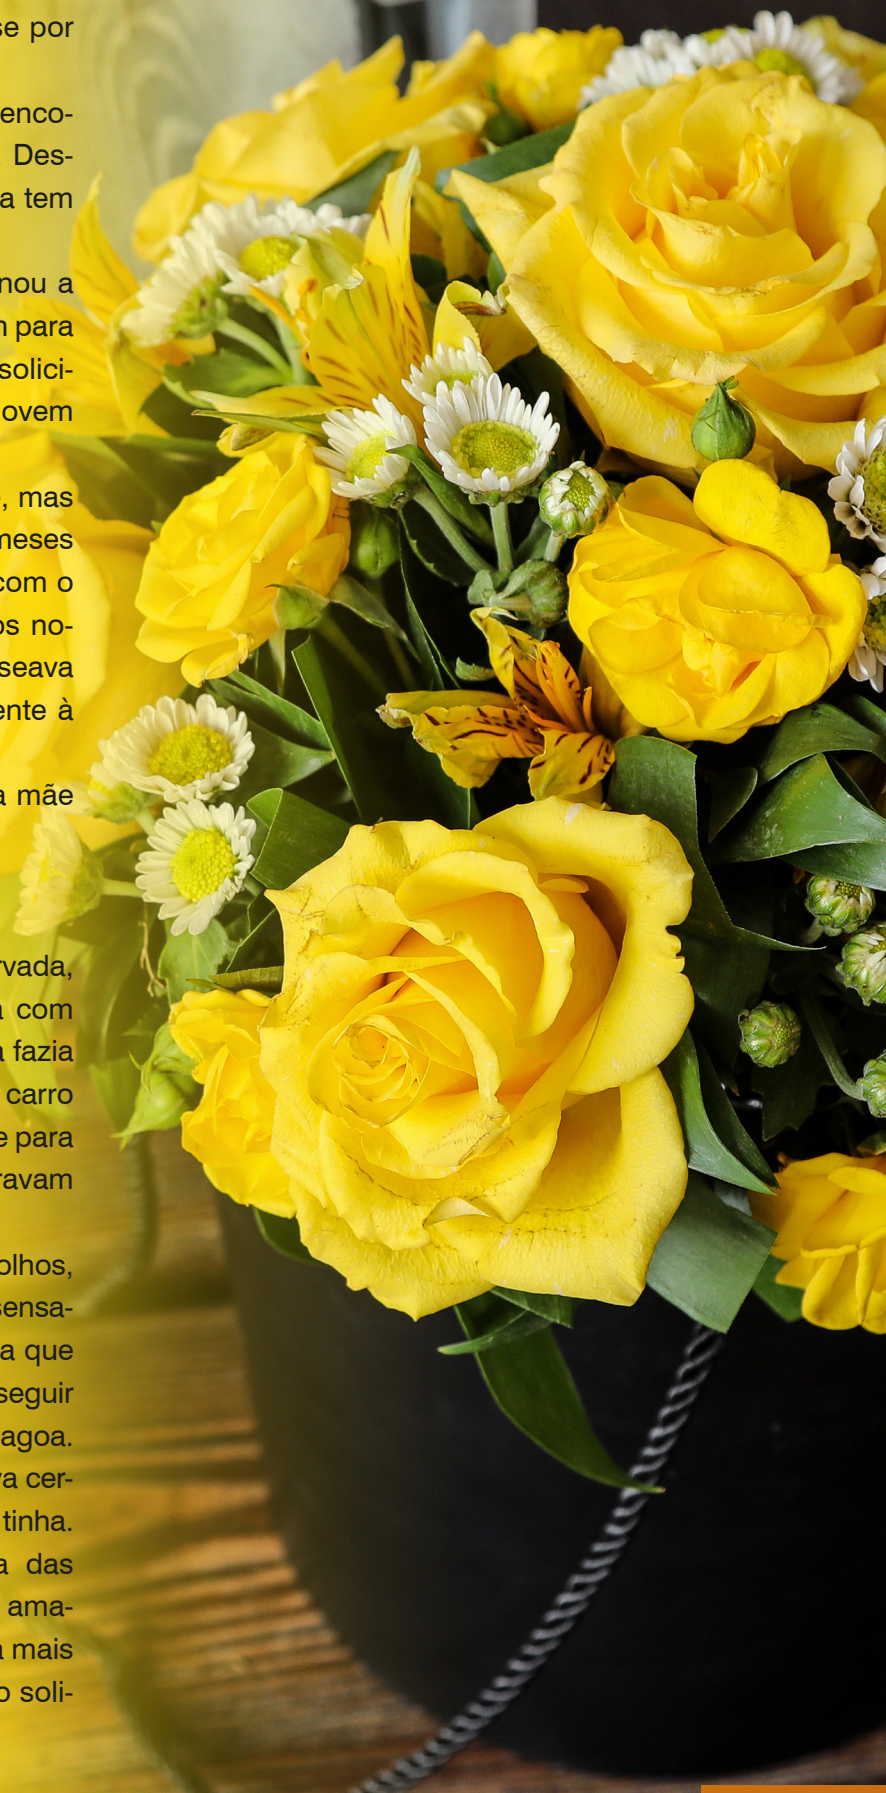 se por
enco-
Des-
a tem
nou a
para
solici-
ovem
, mas
meses
com o
os no-
seava
ente à
a mãe
rvada,
a com
a fazia
carro
e para
ravam
olhos,
sensa-
a que
seguir
agoa.
va cer-
tinha.
a das
ama-
a mais
o soli-